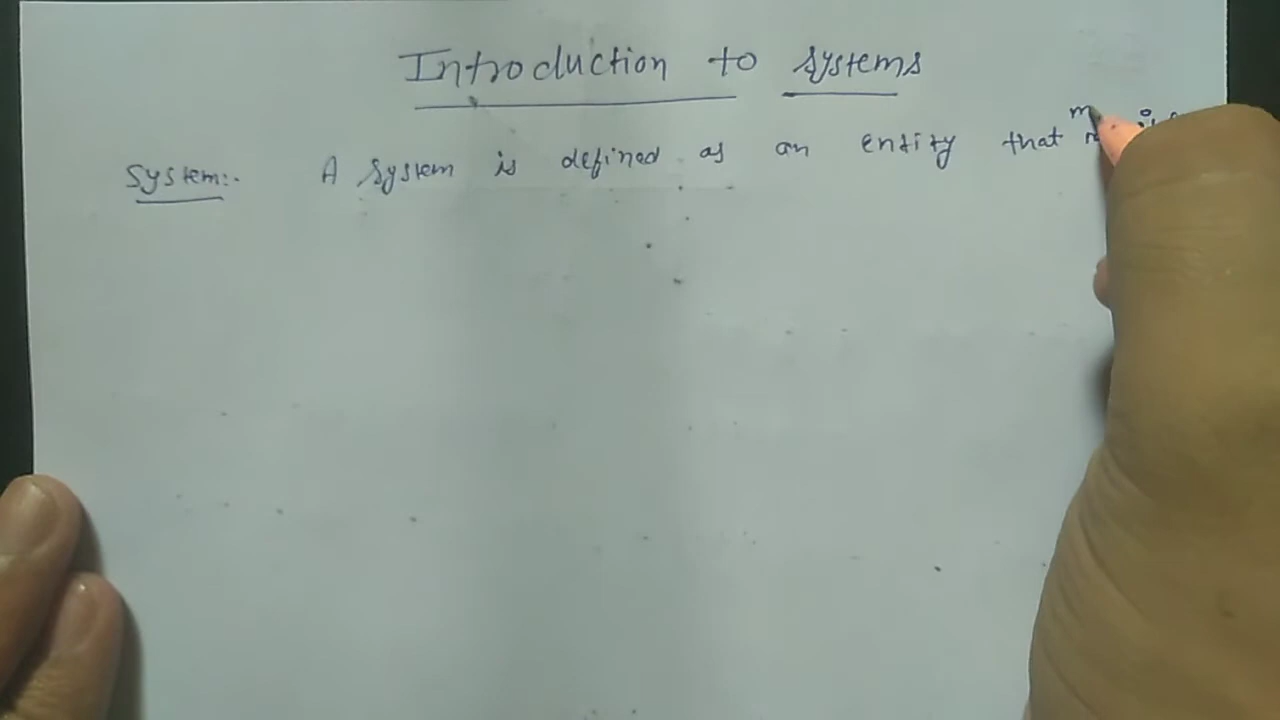 Introduction to systems
System:- A System is defined as an entity that